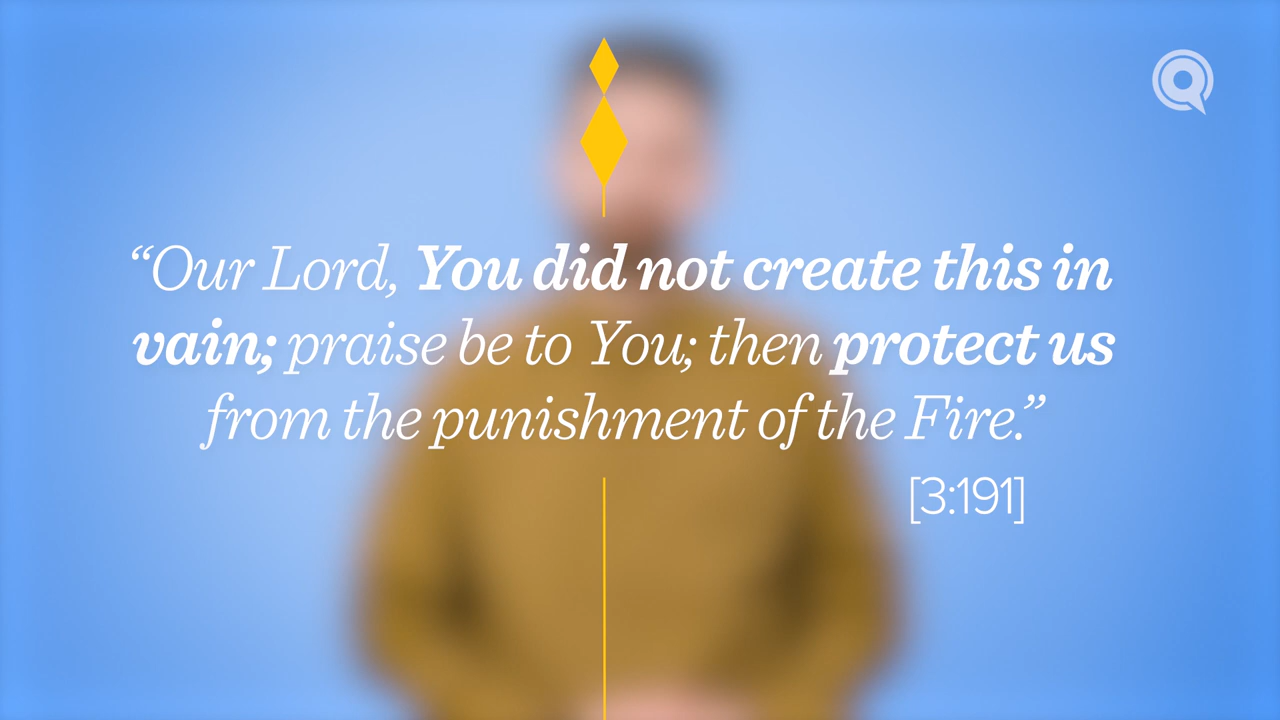 “Our Lord, You did not create this in
vain; praise be to You; then protect us
from the punishment of the Fire.”
[3:191]